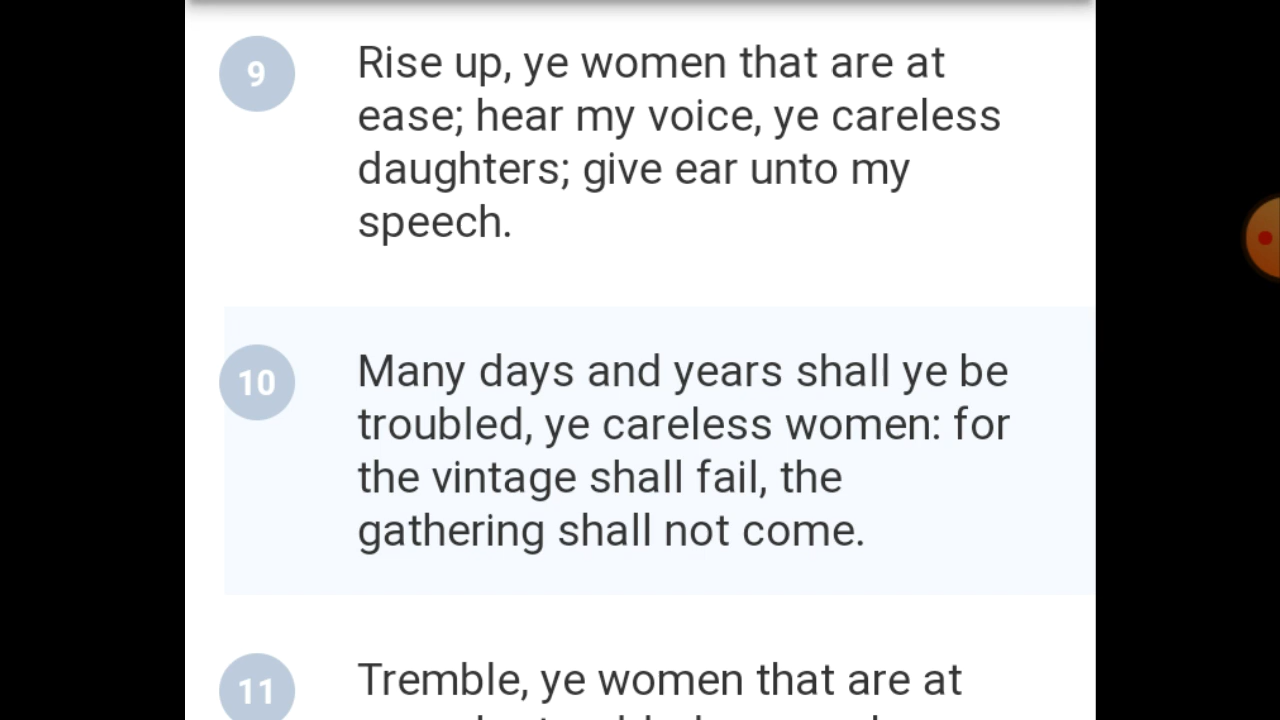 9
Rise up, ye women that are at
ease; hear my voice, ye careless
daughters; give ear unto my
speech.
10
Many days and years shall ye be
troubled, ye careless women: for
the vintage shall fail, the
gathering shall not come.
11
Tremble, ye women that are at